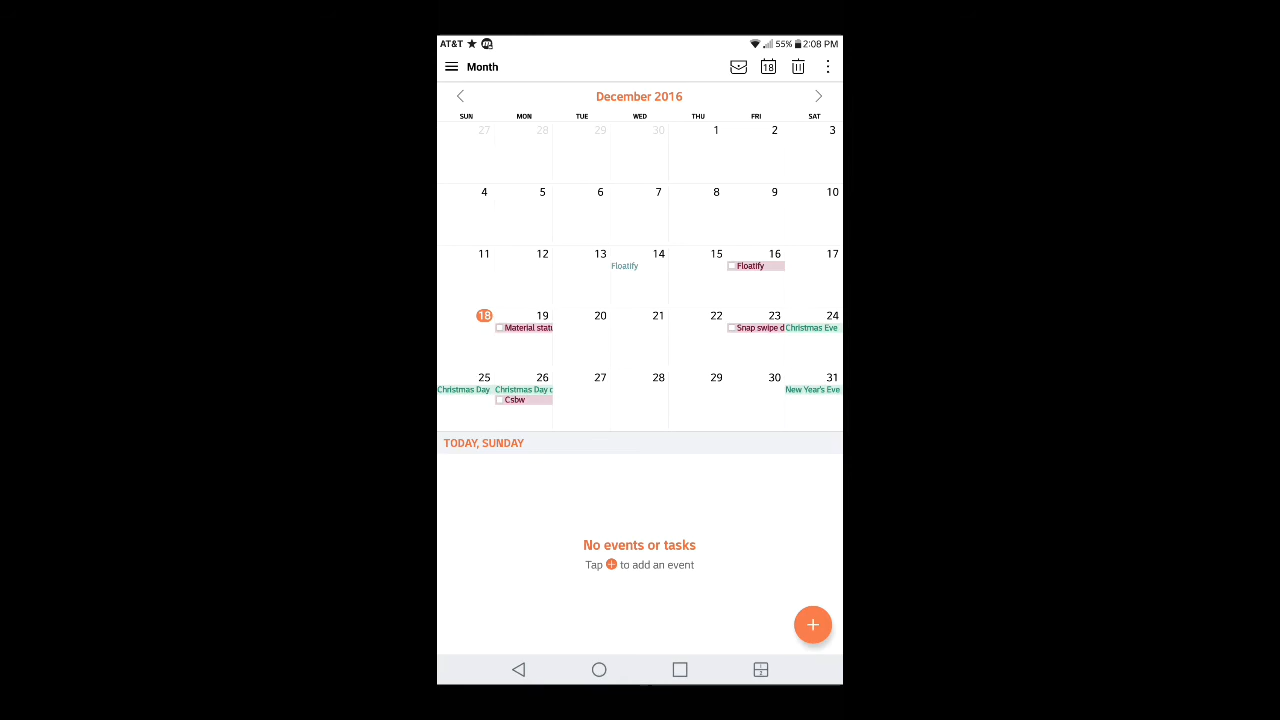 AT&T 55% 2:08 PM
Month 18
December 2016
SUN MON TUE WED THU FRI SAT
27 28 29 30 1 2 3
4 5 6 7 8 9 10
11 12 13 14 15 16 17
Floatify Floatify
18 19 20 21 22 23 24
Material statu Snap swipe d Christmas Eve
25 26 27 28 29 30 31
Christmas Day Christmas Day o New Year's Eve
Csbw
TODAY, SUNDAY
No events or tasks
Tap + to add an event
+